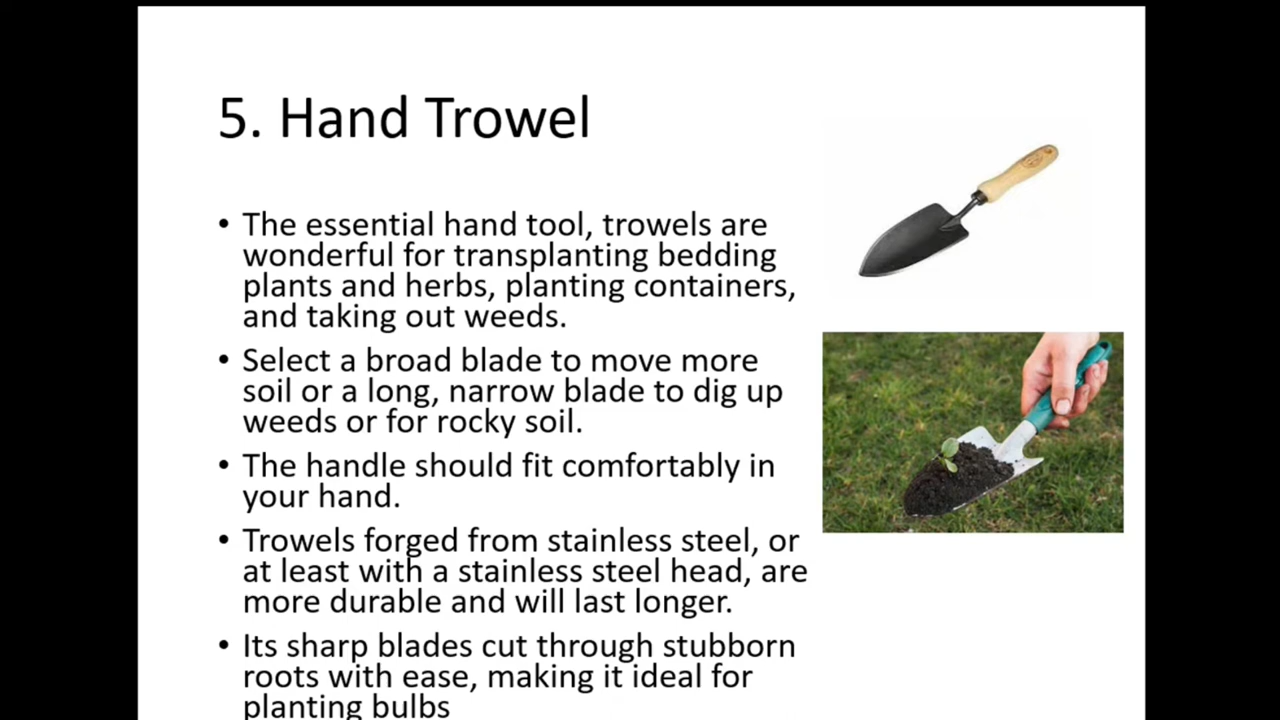 5. Hand Trowel
• The essential hand tool, trowels are
wonderful for transplanting bedding
plants and herbs, planting containers,
and taking out weeds.
• Select a broad blade to move more
soil or a long, narrow blade to dig up
weeds or for rocky soil.
• The handle should fit comfortably in
your hand.
• Trowels forged from stainless steel, or
at least with a stainless steel head, are
more durable and will last longer.
• Its sharp blades cut through stubborn
roots with ease, making it ideal for
planting bulbs